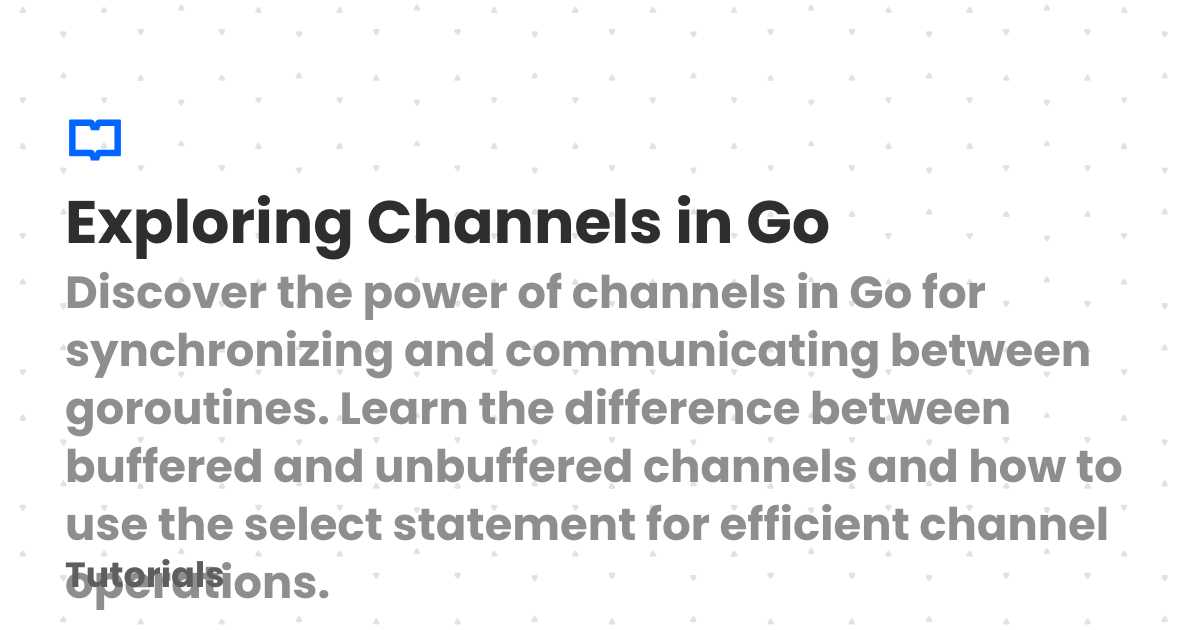 Exploring Channels in Go
Discover the power of channels in Go for
synchronizing and communicating between
goroutines. Learn the difference between
buffered and unbuffered channels and how to
use the select statement for efficient channel
operations.
Tutorials